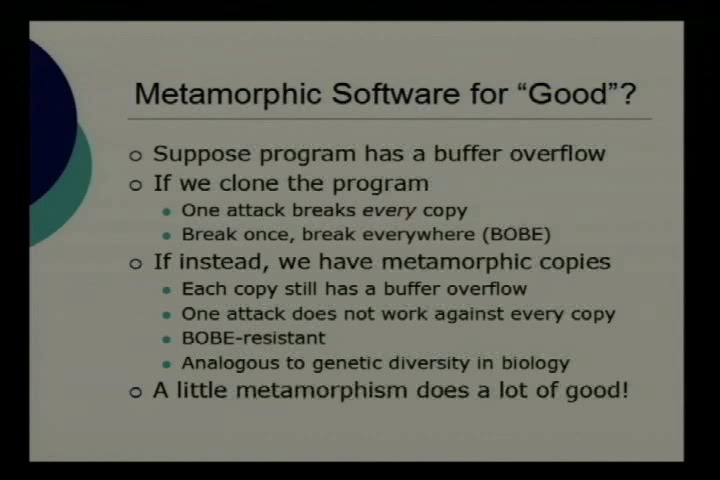 Metamorphic Software for “Good”?
Suppose program has a buffer overflow
If we clone the program
One attack breaks every copy
Break once, break everywhere (BOBE)
If instead, we have metamorphic copies
Each copy still has a buffer overflow
One attack does not work against every copy
BOBE-resistant
Analogous to genetic diversity in biology
A little metamorphism does a lot of good!